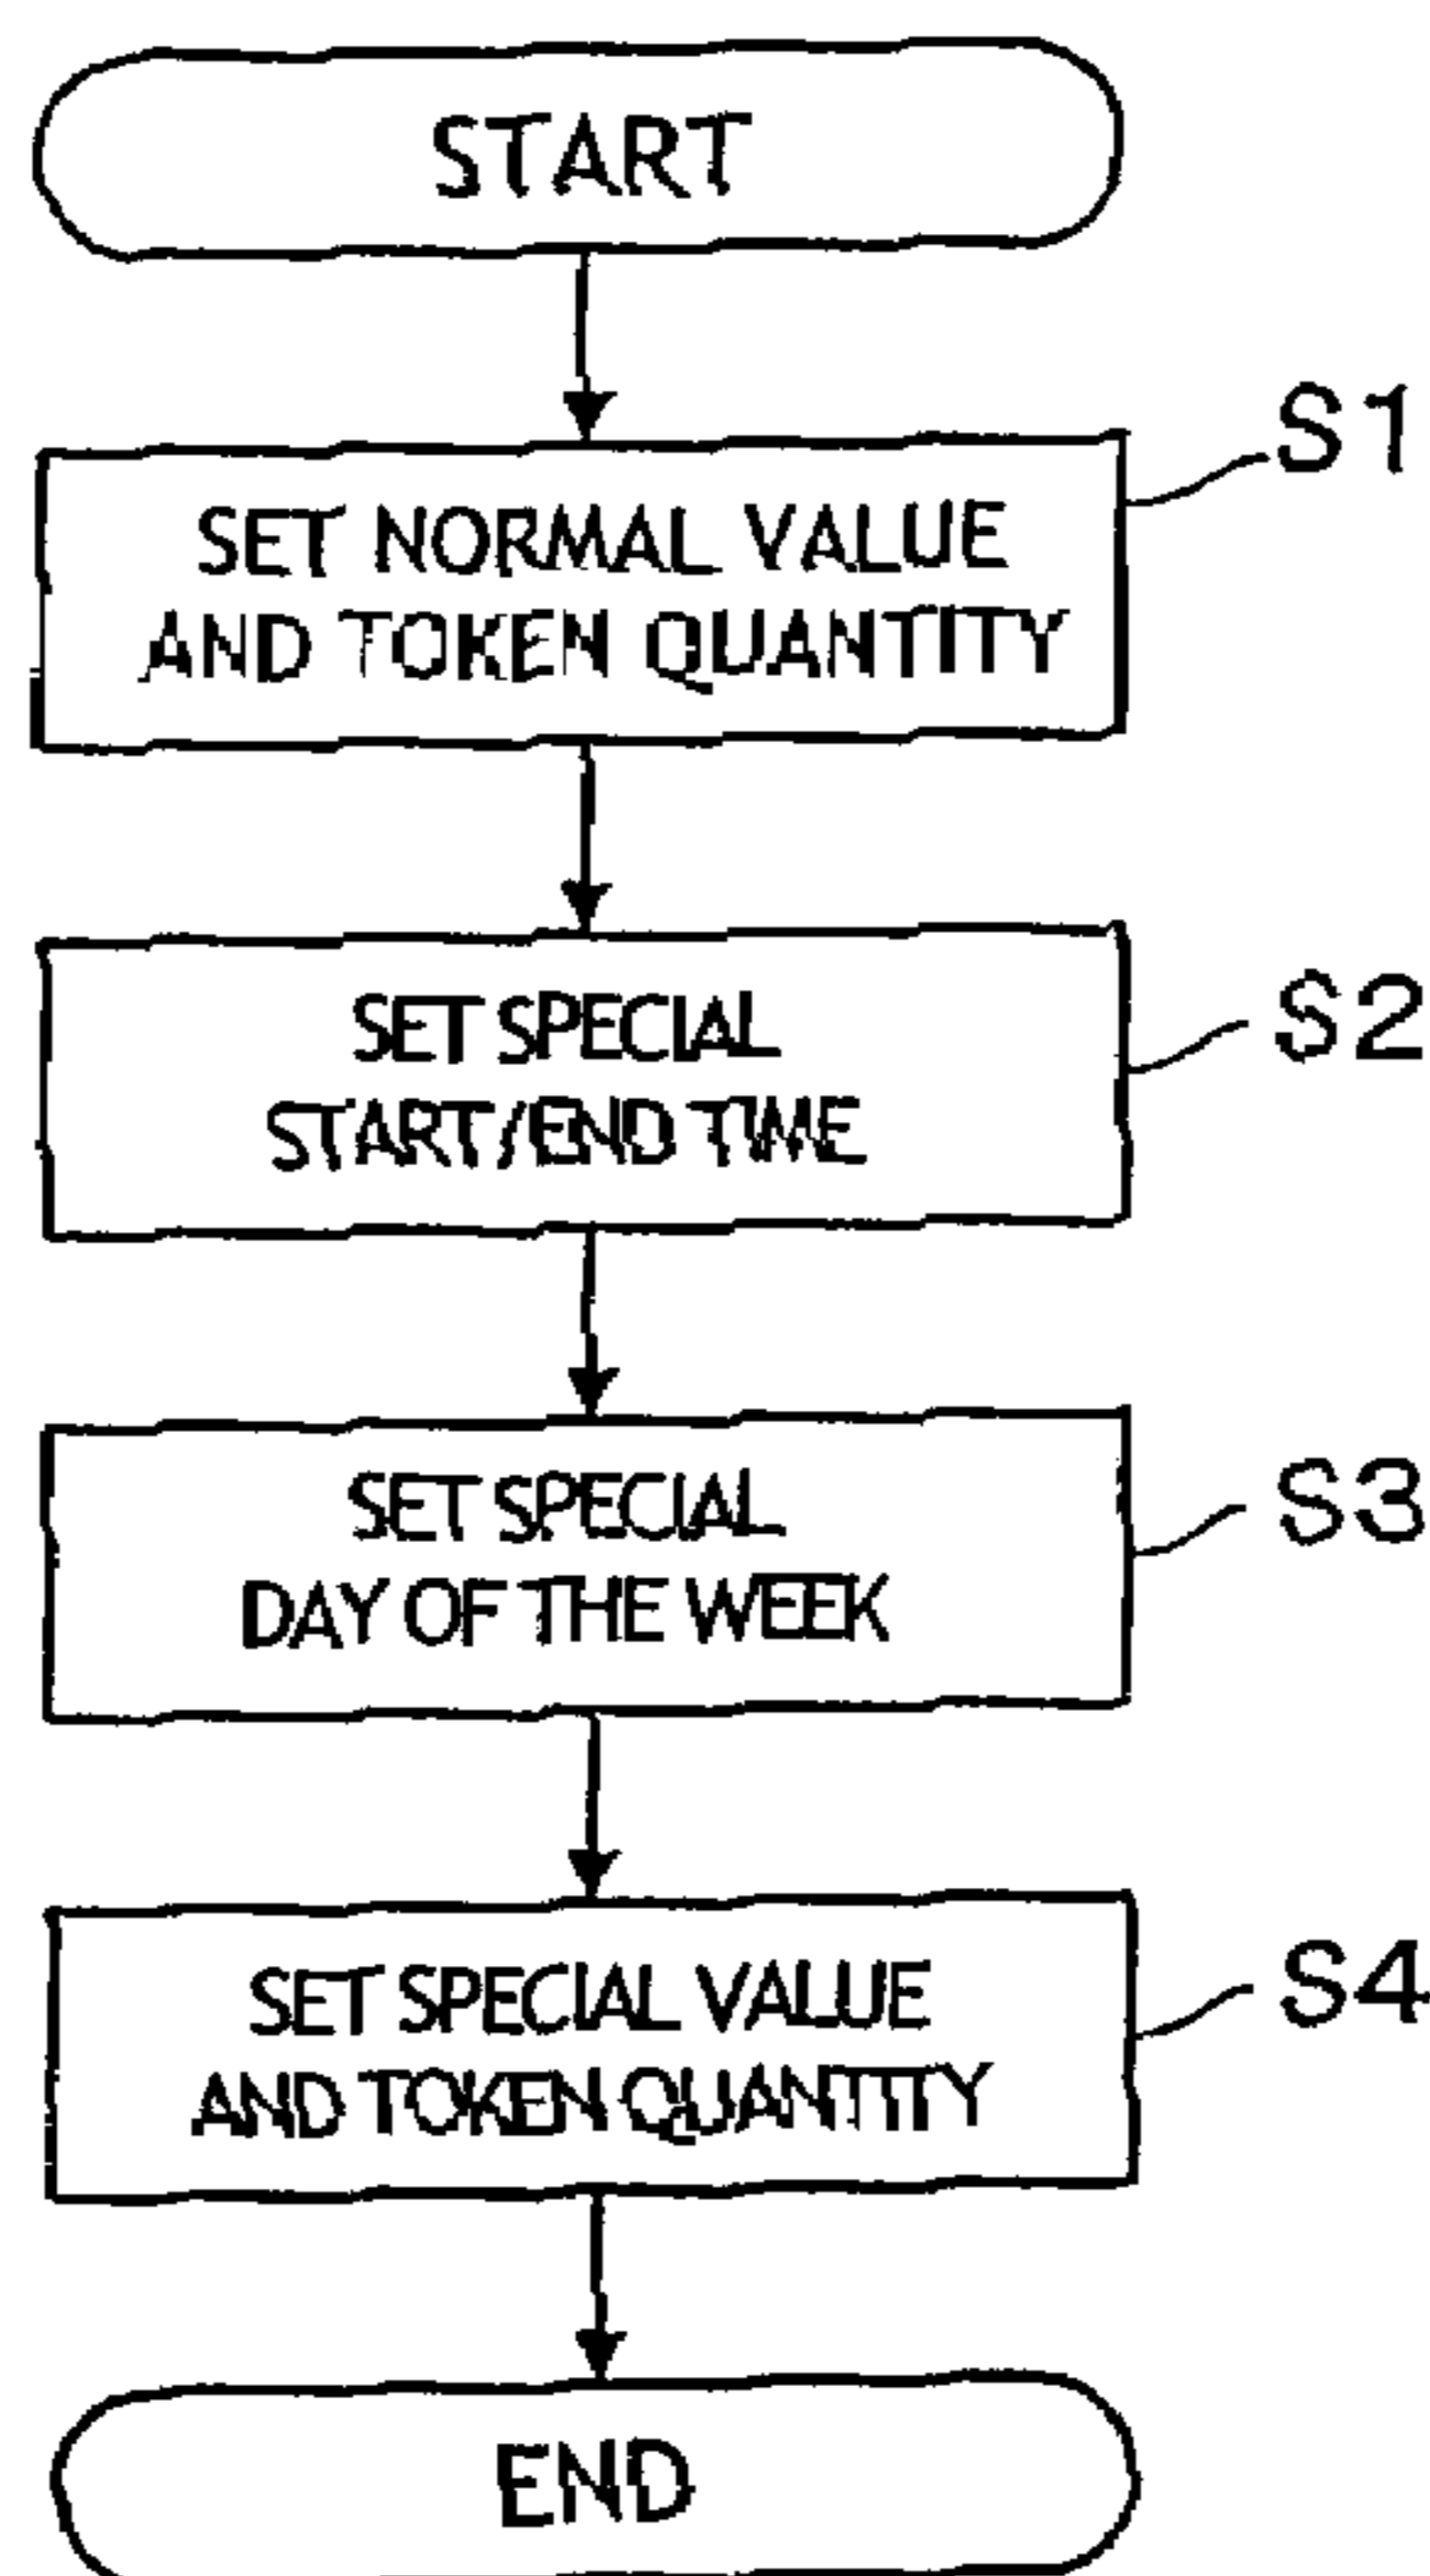 START
S1
SET NORMAL VALUE
AND TOKEN QUANTITY
S2
SET SPECIAL
START/END TIME
S3
SET SPECIAL
DAY OF THE WEEK
S4
SET SPECIAL VALUE
AND TOKEN QUANTITY
END